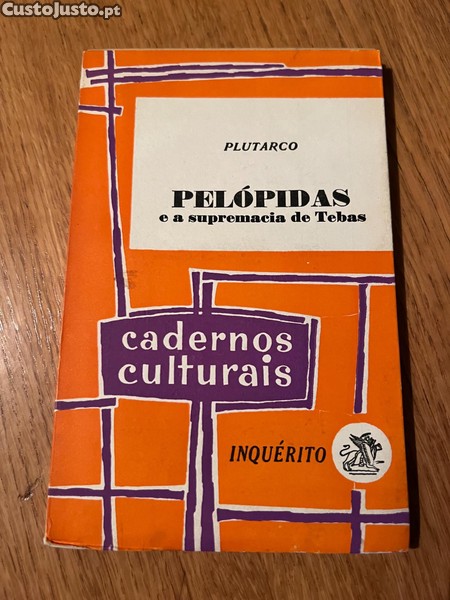 CustoJusto.pt
PLUTARCO
PELÓPIDAS
e a supremacia de Tebas
cadernos
culturais
INQUÉRITO